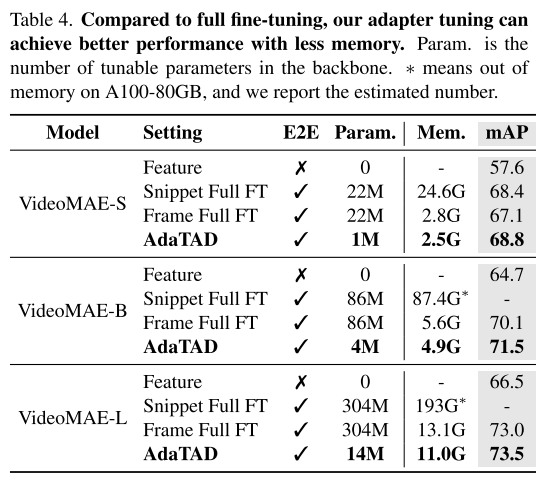 Table 4. Compared to full fine-tuning, our adapter tuning can
achieve better performance with less memory. Param. is the
number of tunable parameters in the backbone. * means out of
memory on A100-80GB, and we report the estimated number.
Model Setting E2E Param. Mem. mAP
VideoMAE-S
Feature ✗ 0 - 57.6
Snippet Full FT ✓ 22M 24.6G 68.4
Frame Full FT ✓ 22M 2.8G 67.1
AdaTAD ✓ 1M 2.5G 68.8
VideoMAE-B
Feature ✗ 0 - 64.7
Snippet Full FT ✓ 86M 87.4G* -
Frame Full FT ✓ 86M 5.6G 70.1
AdaTAD ✓ 4M 4.9G 71.5
VideoMAE-L
Feature ✗ 0 - 66.5
Snippet Full FT ✓ 304M 193G* -
Frame Full FT ✓ 304M 13.1G 73.0
AdaTAD ✓ 14M 11.0G 73.5